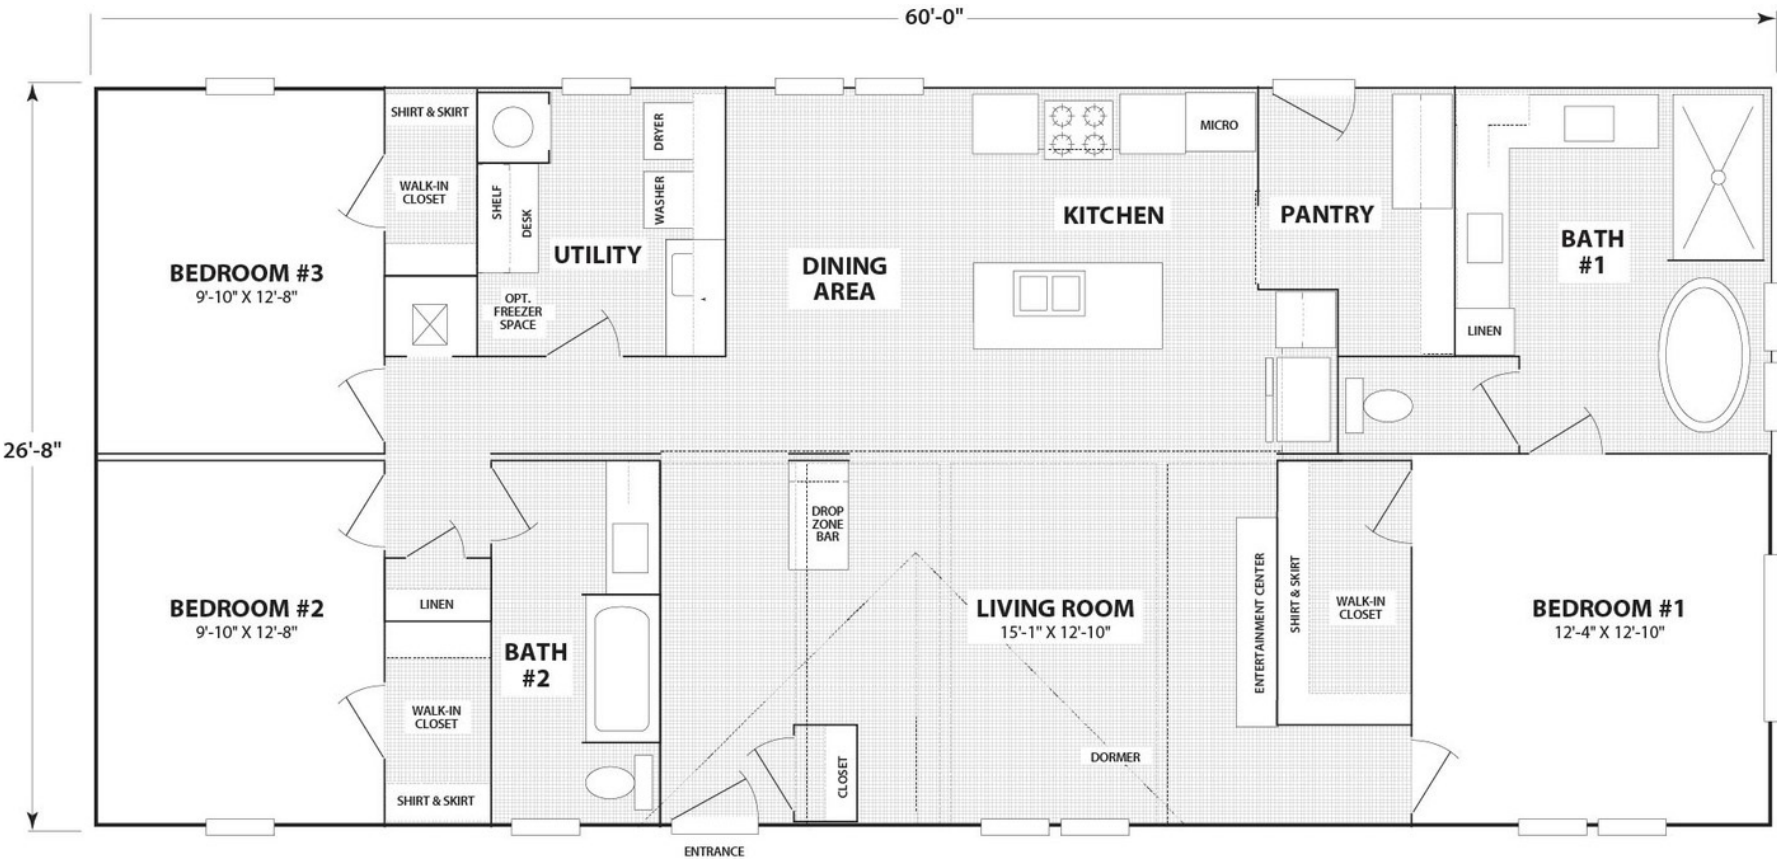 60'-0"
26'-8"
SHIRT & SKIRT
WALK-IN
CLOSET
BEDROOM #3
9'-10" X 12'-8"
SHELF
DESK
DRYER
WASHER
UTILITY
OPT.
FREEZER
SPACE
DINING
AREA
KITCHEN
MICRO
PANTRY
BATH
#1
LINEN
BEDROOM #2
9'-10" X 12'-8"
LINEN
WALK-IN
CLOSET
SHIRT & SKIRT
BATH
#2
DROP
ZONE
BAR
LIVING ROOM
15'-1" X 12'-10"
ENTERTAINMENT CENTER
SHIRT & SKIRT
WALK-IN
CLOSET
BEDROOM #1
12'-4" X 12'-10"
DORMER
CLOSET
ENTRANCE